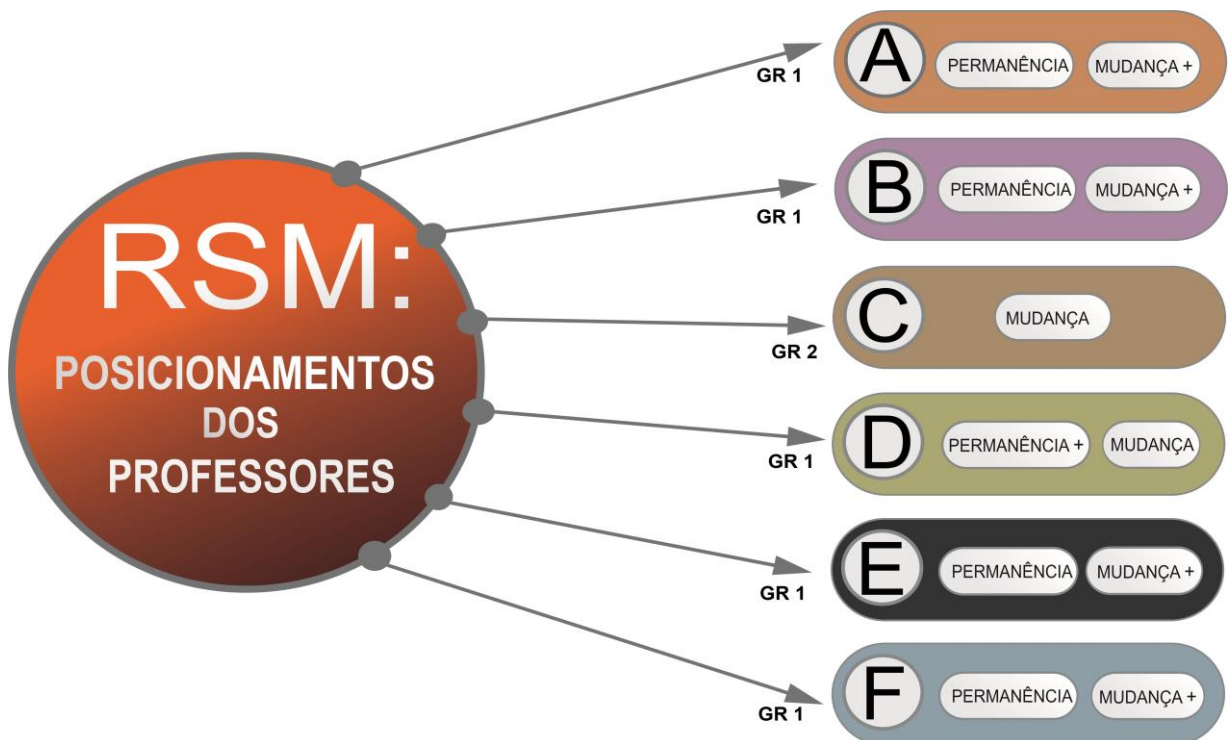 RSM:
POSICIONAMENTOS
DOS
PROFESSORES
GR 1
A PERMANÊNCIA MUDANÇA +
GR 1
B PERMANÊNCIA MUDANÇA +
GR 2
C MUDANÇA
GR 1
D PERMANÊNCIA + MUDANÇA
GR 1
E PERMANÊNCIA MUDANÇA +
GR 1
F PERMANÊNCIA MUDANÇA +